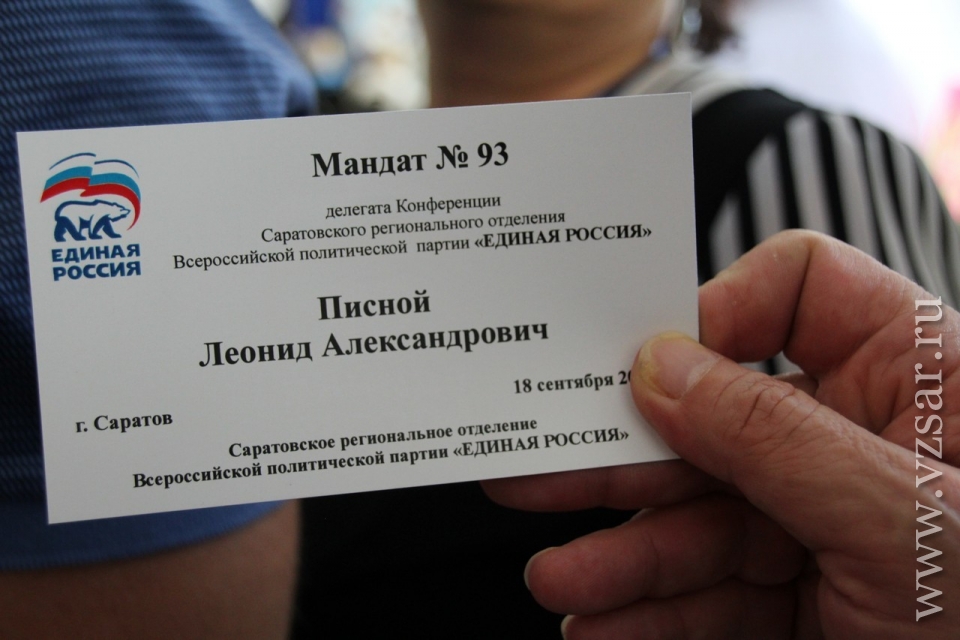 Мандат № 93
делегата Конференции
Саратовского регионального отделения
Всероссийской политической партии «ЕДИНАЯ РОССИЯ»
ЕДИНАЯ
РОССИЯ
Писной
Леонид Александрович
18 сентября
г. Саратов
Саратовское региональное отделение
Всероссийской политической партии «ЕДИНАЯ РОССИЯ»
www.vzsar.ru